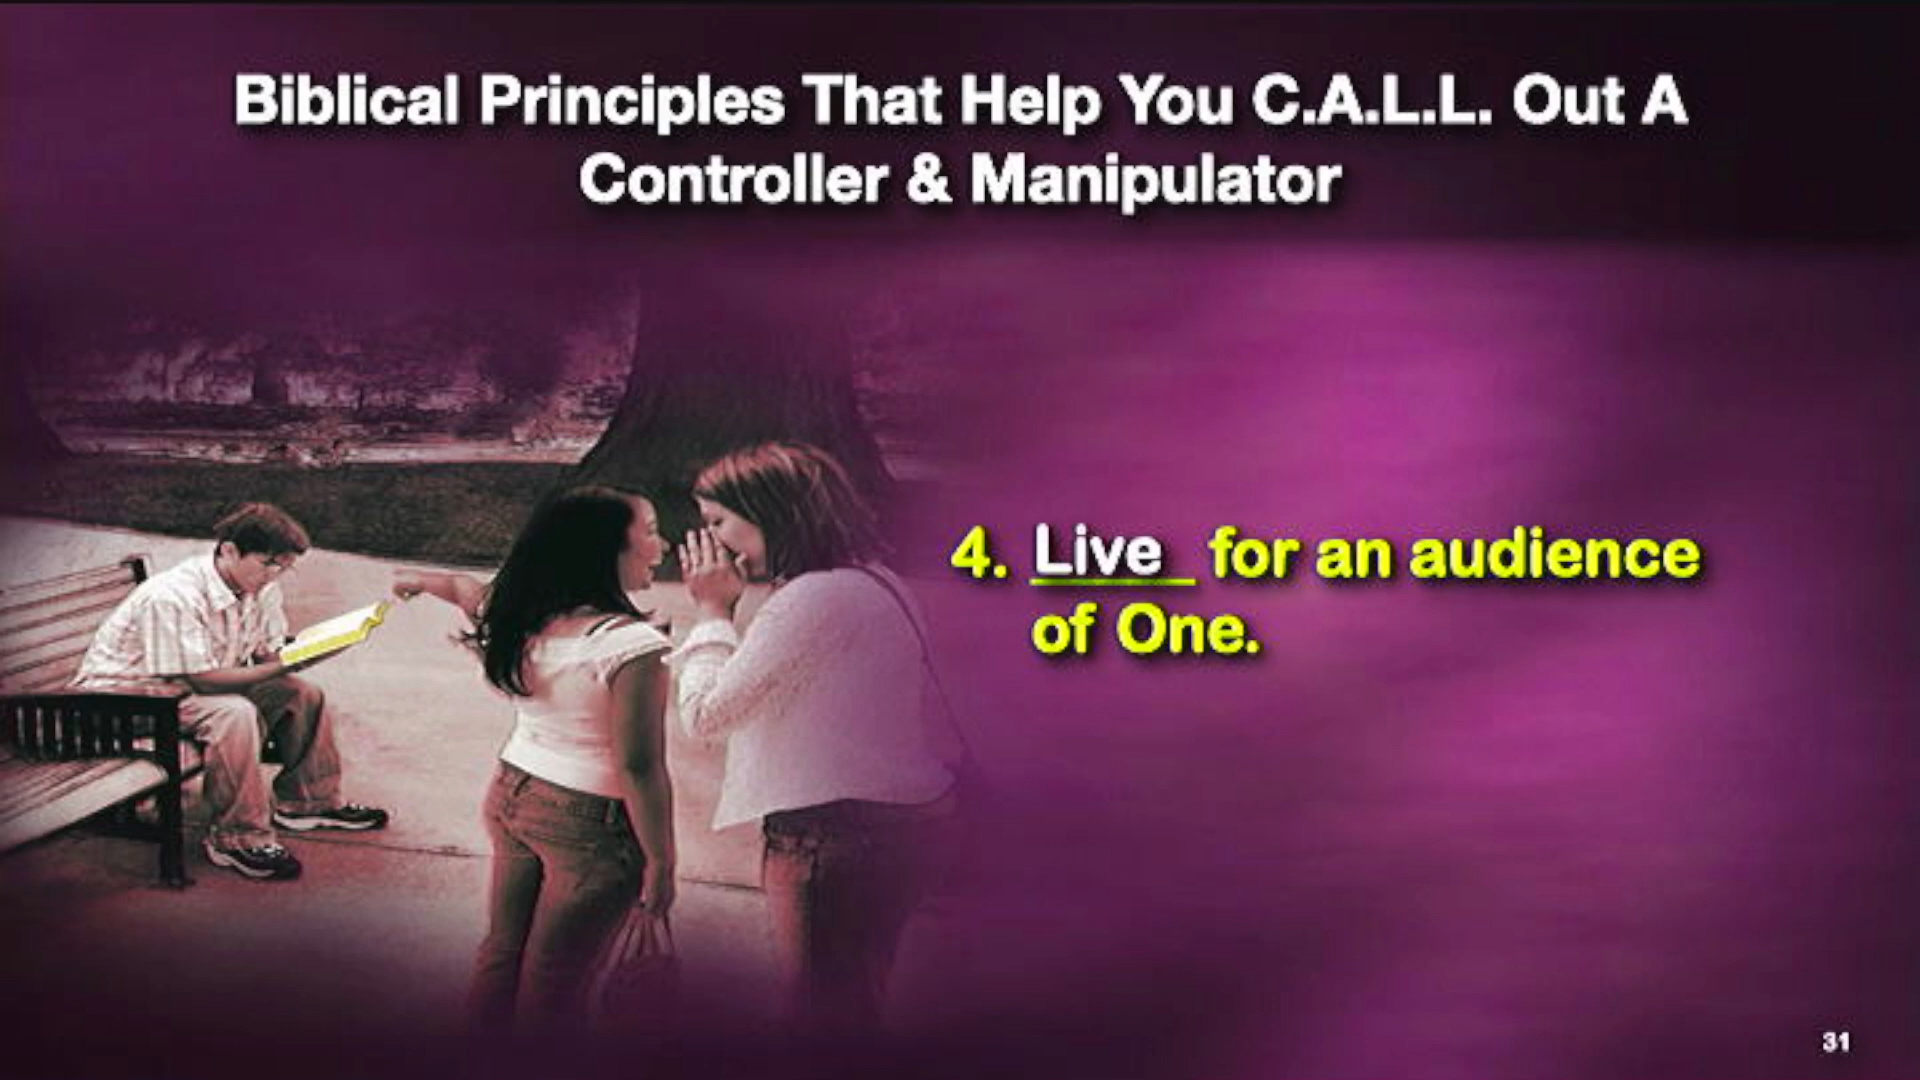 Biblical Principles That Help You C.A.L.L. Out A
Controller & Manipulator
4. Live for an audience
of One.
31